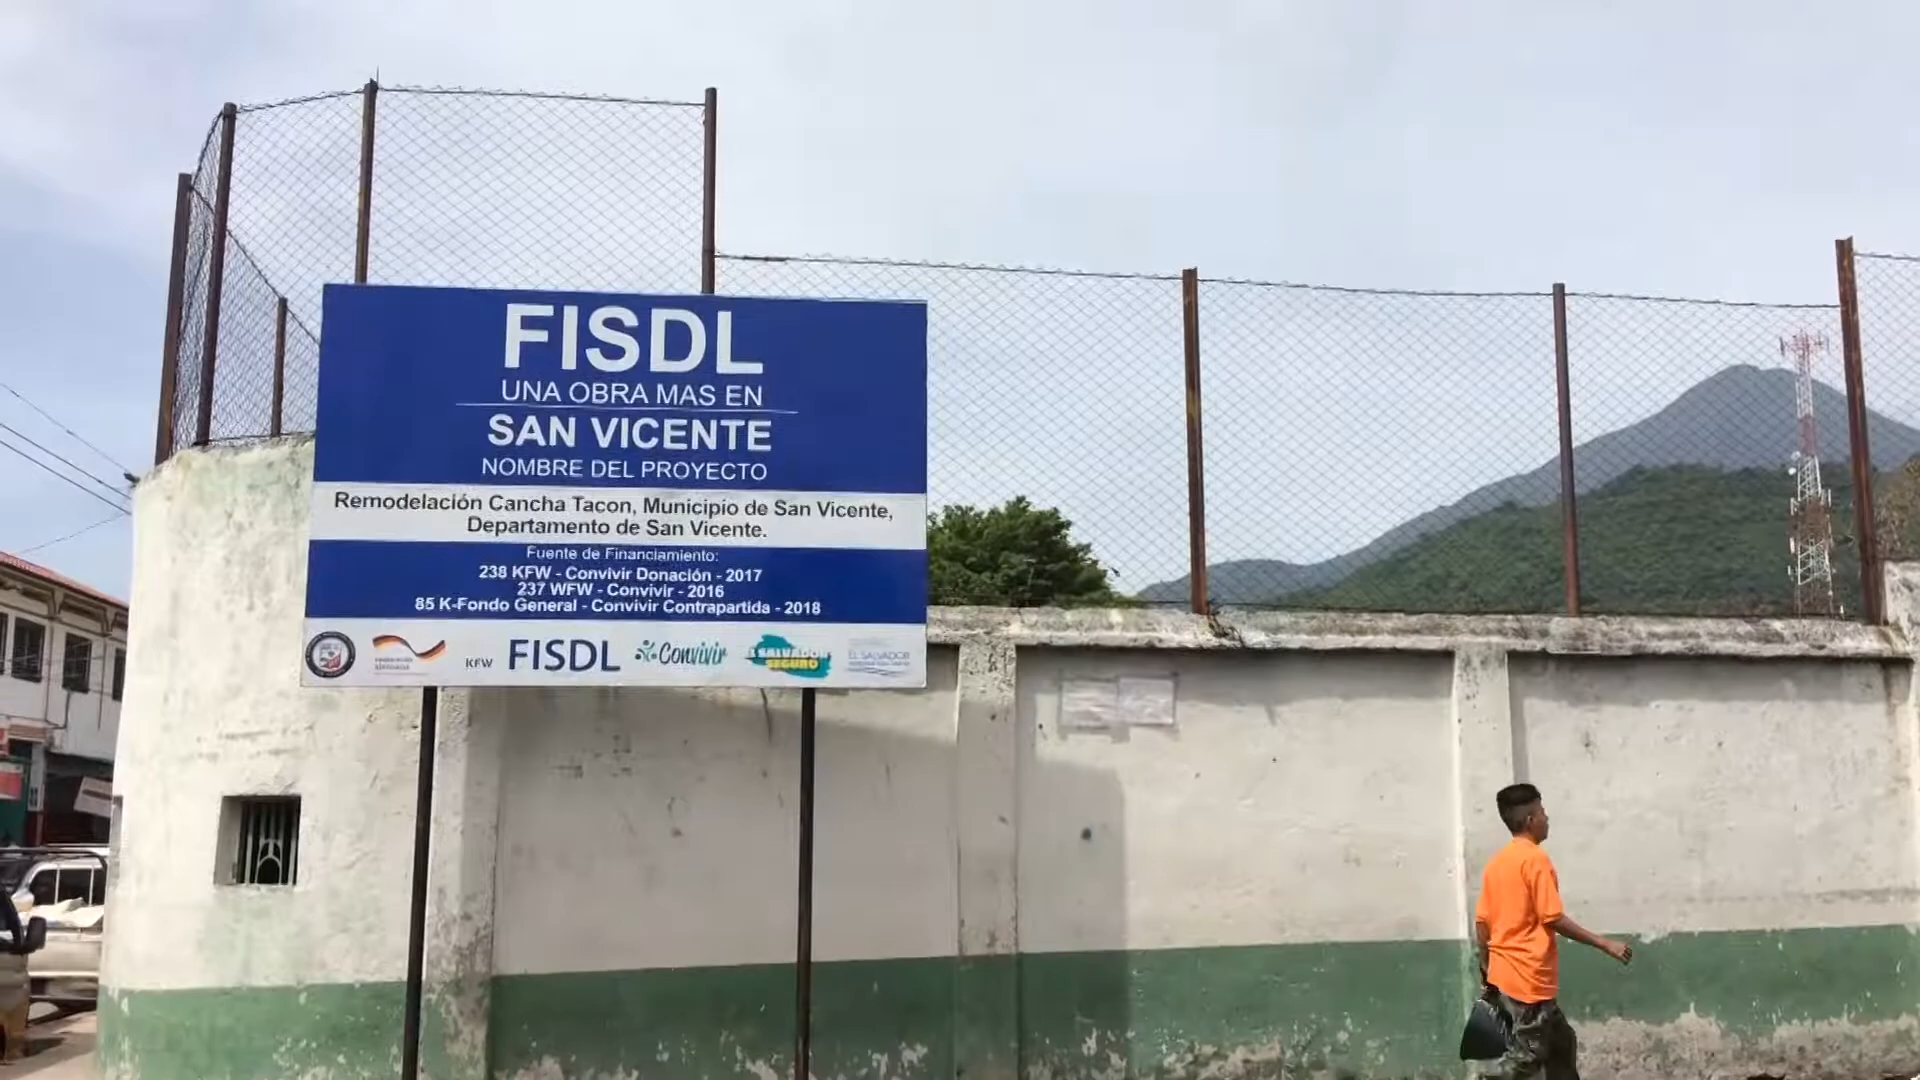 FISDL
UNA OBRA MAS EN
SAN VICENTE
NOMBRE DEL PROYECTO
Remodelación Cancha Tacon, Municipio de San Vicente,
Departamento de San Vicente.
Fuente de Financiamiento:
238 KFW - Convivir Donación - 2017
237 WFW - Convivir - 2016
85 K-Fondo General - Convivir Contrapartida - 2018
KFW FISDL Convivir EL SALVADOR SEGURO EL SALVADOR